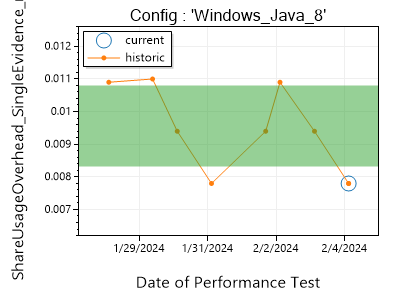 Config : 'Windows_Java_8'
current
historic
0.012
0.011
0.01
0.009
0.008
0.007
ShareUsageOverhead_SingleEvidence_
1/29/2024
1/31/2024
2/2/2024
2/4/2024
Date of Performance Test